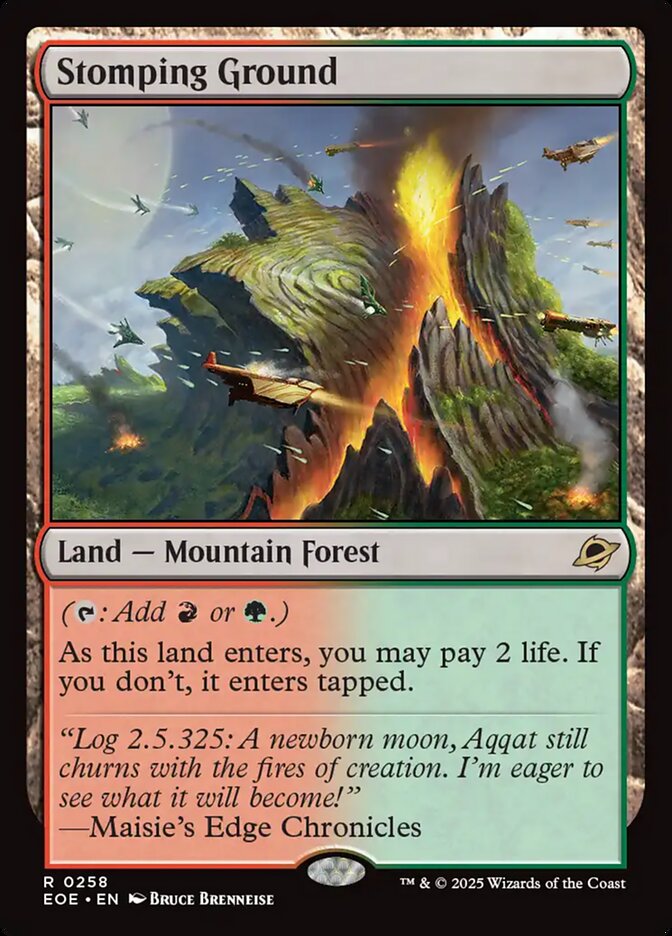 Stomping Ground
Land — Mountain Forest
(: Add or .)
As this land enters, you may pay 2 life. If
you don't, it enters tapped.
“Log 2.5.325: A newborn moon, Aqqat still
churns with the fires of creation. I'm eager to
see what it will become!”
—Maisie's Edge Chronicles
R 0258
EOE • EN Bruce Brenneise
™ & © 2025 Wizards of the Coast